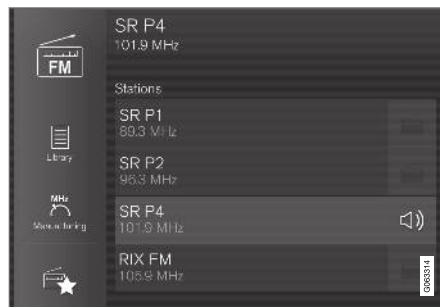 SR P4
101.9 MHz
FM
Stations
SR P1
89.3 MHz
Library
SR P2
96.3 MHz
MHz
Manual tuning
SR P4
101.9 MHz
RIX FM
105.9 MHz
G063314